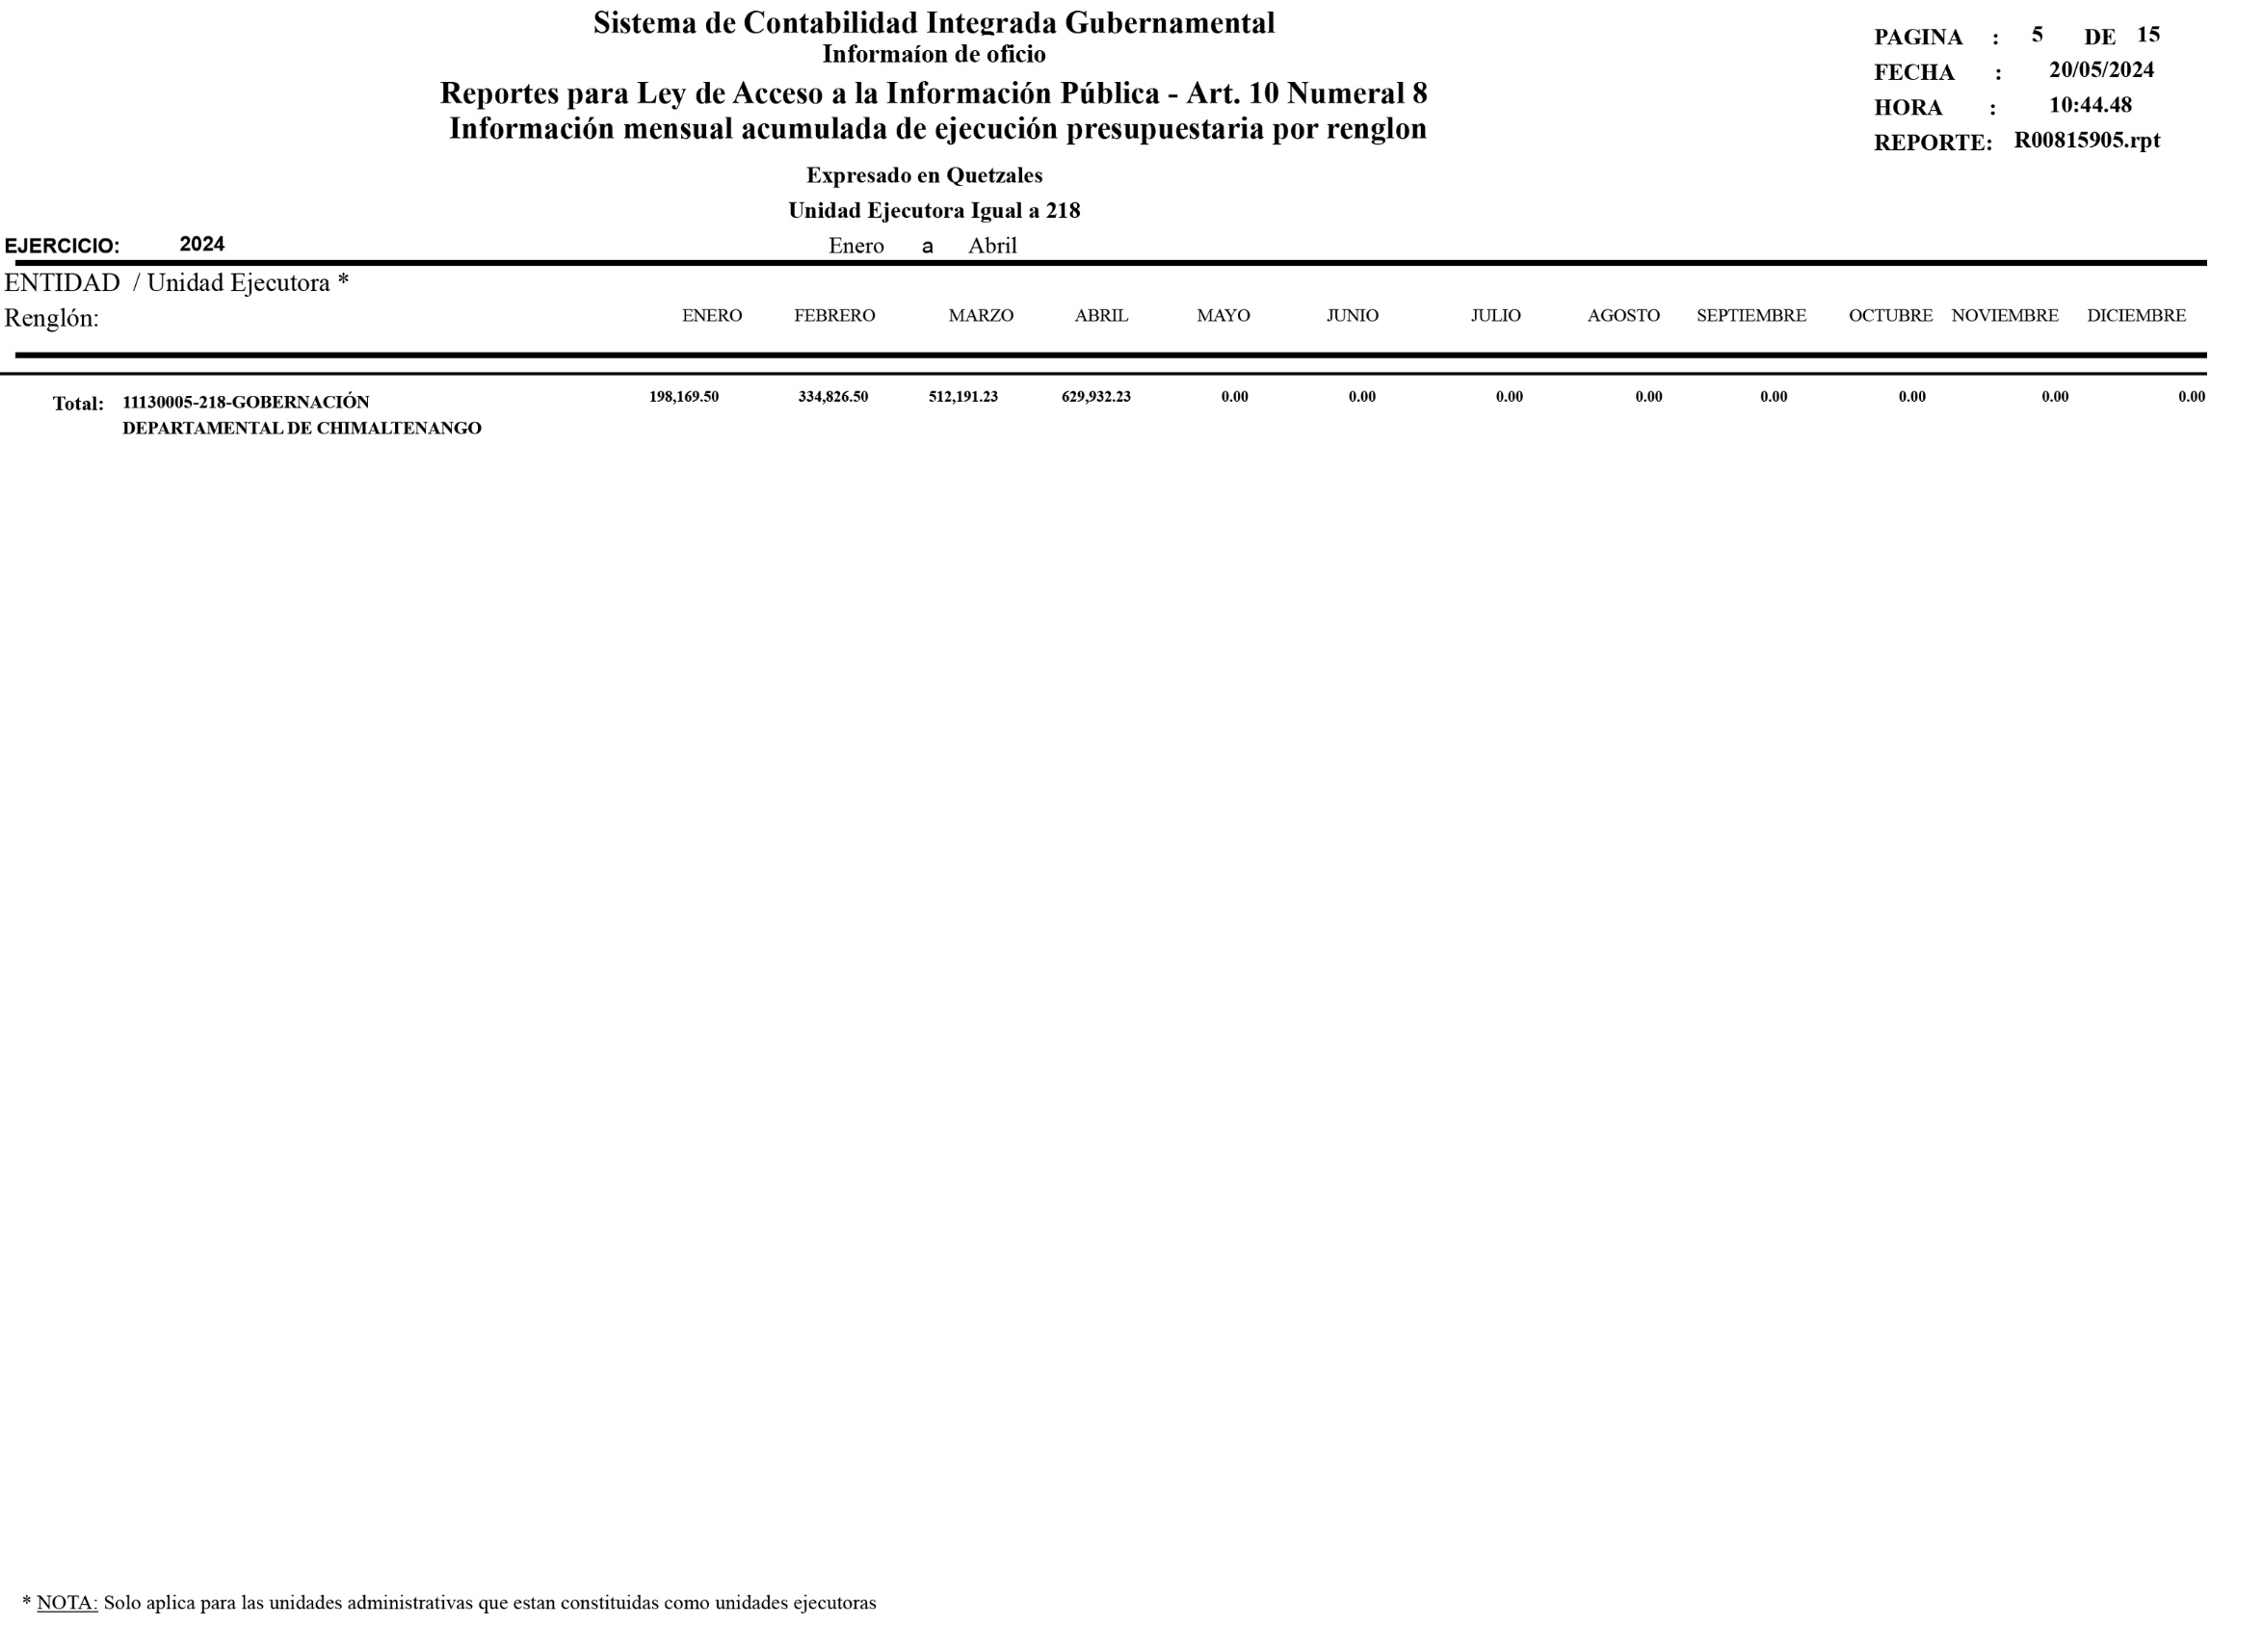 Sistema de Contabilidad Integrada Gubernamental
Informaíon de oficio
Reportes para Ley de Acceso a la Información Pública - Art. 10 Numeral 8
Información mensual acumulada de ejecución presupuestaria por renglon
Expresado en Quetzales
Unidad Ejecutora Igual a 218
PAGINA : 5 DE 15
FECHA : 20/05/2024
HORA : 10:44.48
REPORTE: R00815905.rpt
EJERCICIO: 2024 Enero a Abril
ENTIDAD / Unidad Ejecutora *
Renglón: ENERO FEBRERO MARZO ABRIL MAYO JUNIO JULIO AGOSTO SEPTIEMBRE OCTUBRE NOVIEMBRE DICIEMBRE
Total: 11130005-218-GOBERNACIÓN 198,169.50 334,826.50 512,191.23 629,932.23 0.00 0.00 0.00 0.00 0.00 0.00 0.00 0.00
DEPARTAMENTAL DE CHIMALTENANGO
* NOTA: Solo aplica para las unidades administrativas que estan constituidas como unidades ejecutoras